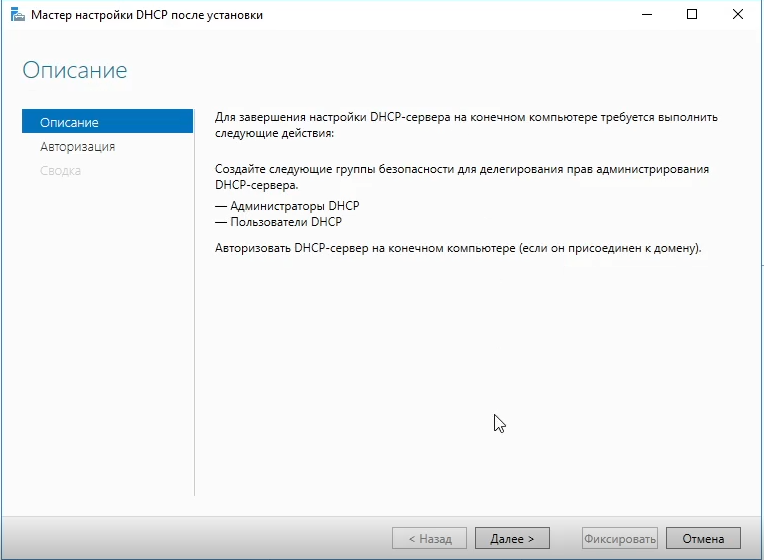 Мастер настройки DHCP после установки
Описание
Описание
Авторизация
Сводка
Для завершения настройки DHCP-сервера на конечном компьютере требуется выполнить
следующие действия:
Создайте следующие группы безопасности для делегирования прав администрирования
DHCP-сервера.
— Администраторы DHCP
— Пользователи DHCP
Авторизовать DHCP-сервер на конечном компьютере (если он присоединен к домену).
< Назад
Далее >
Фиксировать
Отмена